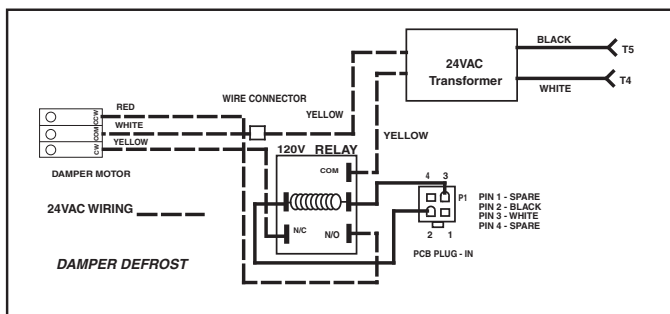 BLACK
T5
24VAC
Transformer
T4
WHITE
WIRE CONNECTOR
YELLOW
YELLOW
RED
WHITE
YELLOW
CCW
COM
CW
DAMPER MOTOR
120V RELAY
COM
N/C
N/O
24VAC WIRING
4 3
P1
2 1
PIN 1 - SPARE
PIN 2 - BLACK
PIN 3 - WHITE
PIN 4 - SPARE
PCB PLUG - IN
DAMPER DEFROST